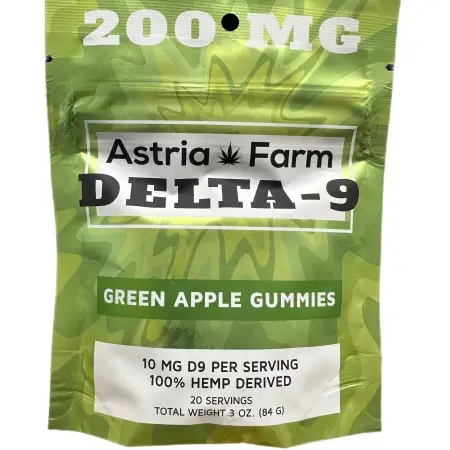 200 MG
Astria Farm
DELTA-9
GREEN APPLE GUMMIES
10 MG D9 PER SERVING
100% HEMP DERIVED
20 SERVINGS
TOTAL WEIGHT 3 OZ. (84 G)